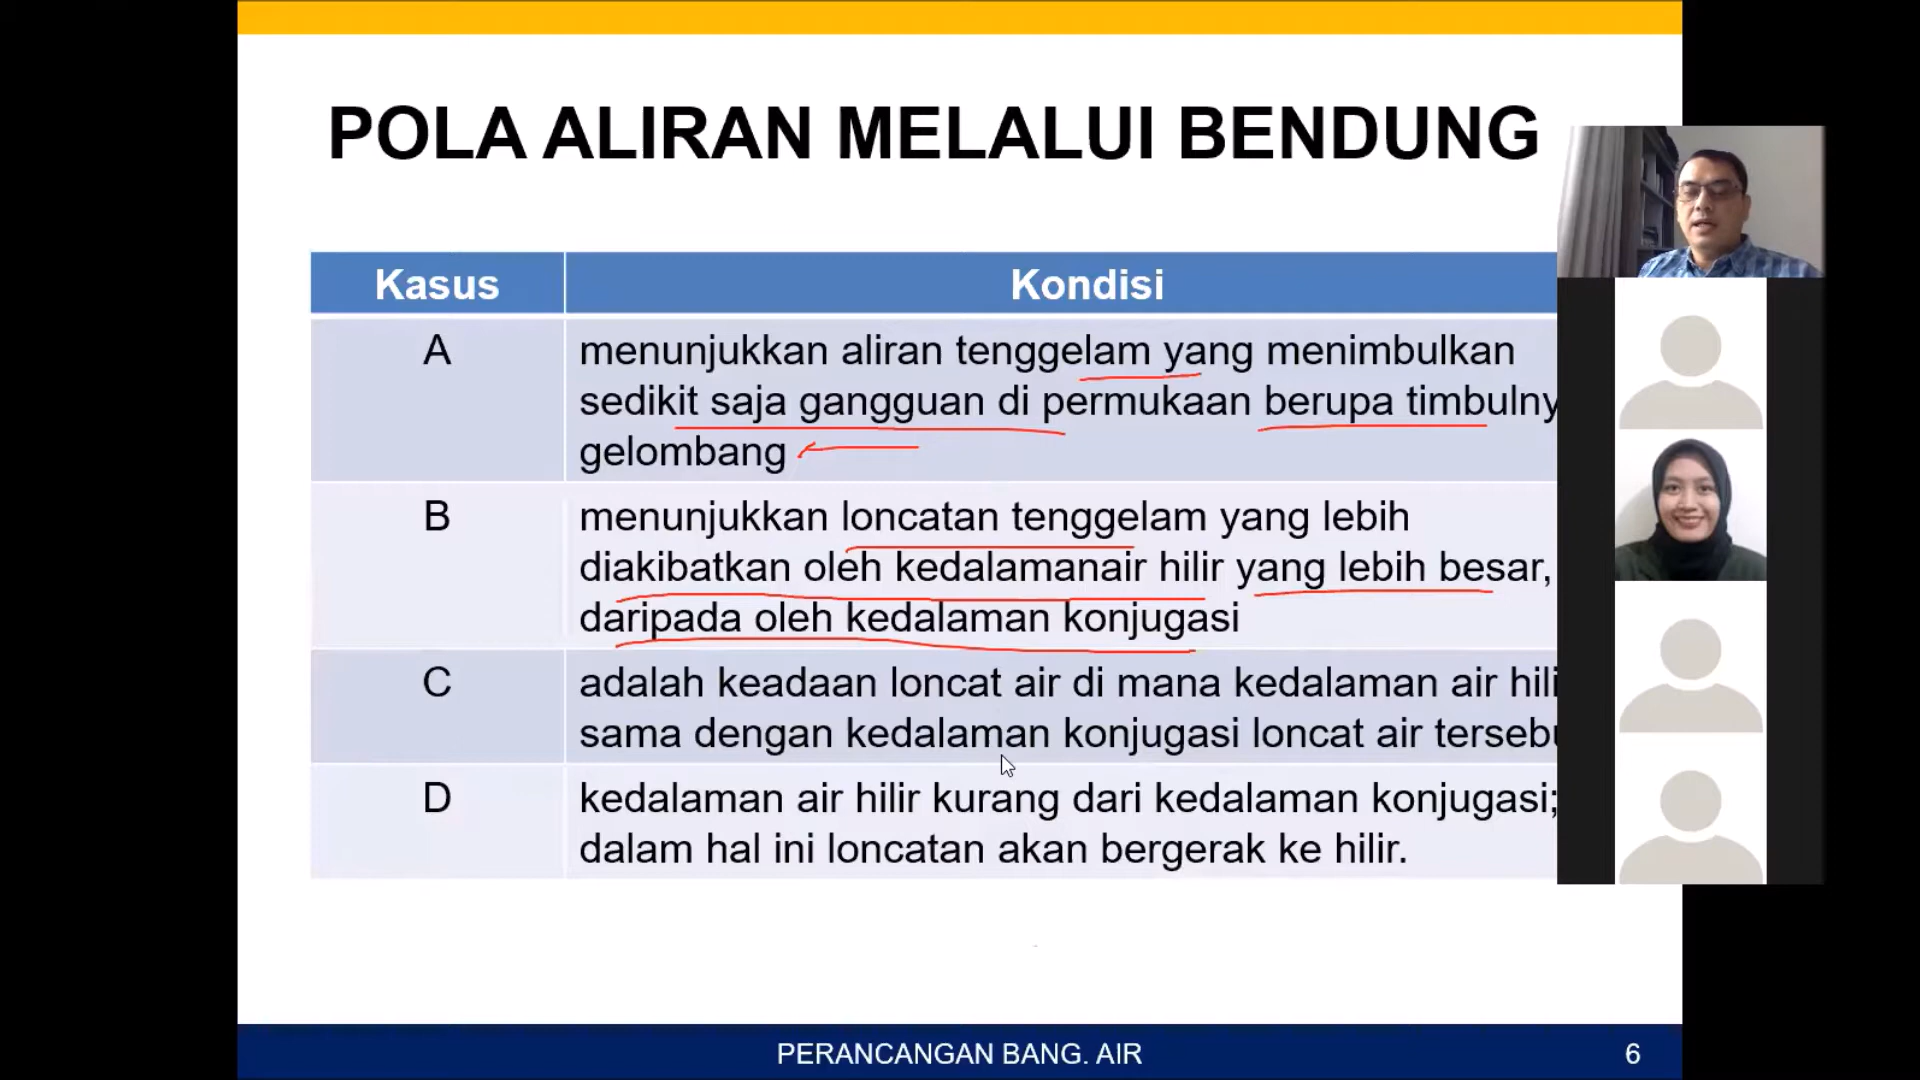 POLA ALIRAN MELALUI BENDUNG
Kasus Kondisi
A menunjukkan aliran tenggelam yang menimbulkan
sedikit saja gangguan di permukaan berupa timbulny
gelombang
B menunjukkan loncatan tenggelam yang lebih
diakibatkan oleh kedalamanair hilir yang lebih besar,
daripada oleh kedalaman konjugasi
C adalah keadaan loncat air di mana kedalaman air hili
sama dengan kedalaman konjugasi loncat air tersebu
D kedalaman air hilir kurang dari kedalaman konjugasi;
dalam hal ini loncatan akan bergerak ke hilir.
PERANCANGAN BANG. AIR 6